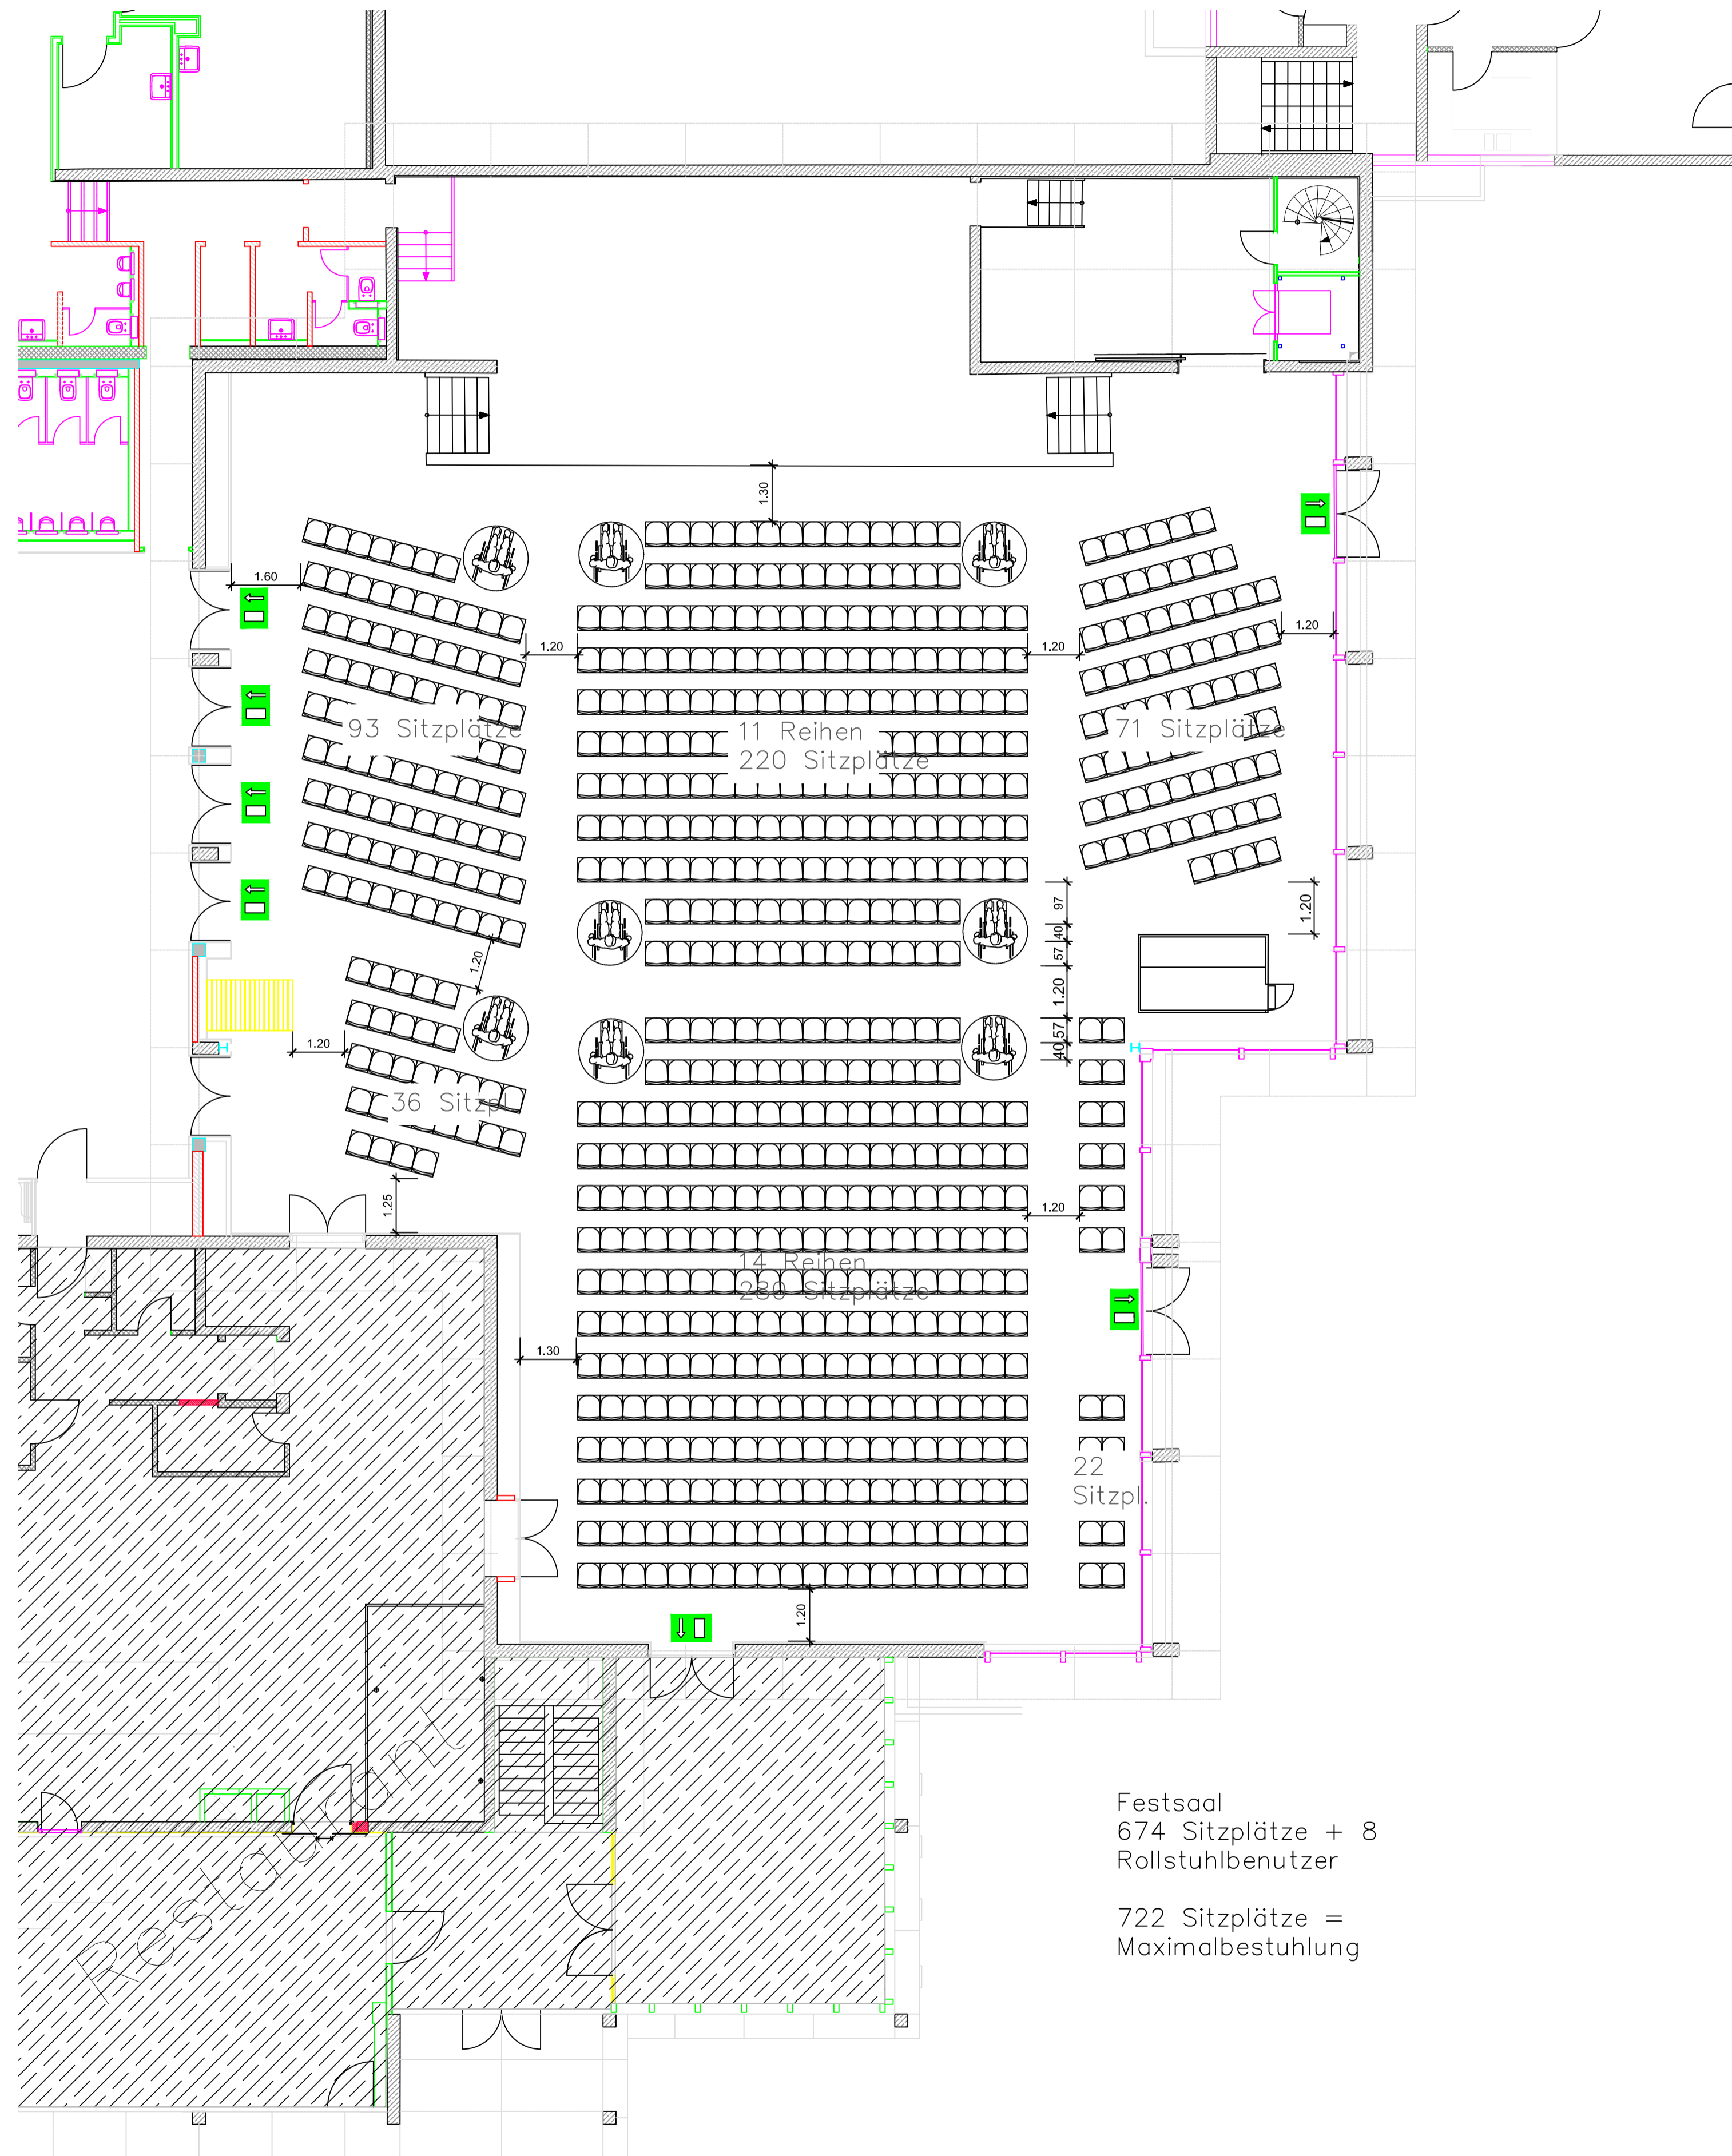 1.30
1.60
1.20
1.20
1.20
93 Sitzplätze
11 Reihen
220 Sitzplätze
71 Sitzplätze
97
40
57
1.20
1.20
1.20
57
40
1.20
36 Sitzpl
1.25
1.20
14 Reihen
280 Sitzplätze
1.30
22
Sitzpl.
1.20
Restaurant
Festsaal
674 Sitzplätze + 8
Rollstuhlbenutzer
722 Sitzplätze =
Maximalbestuhlung